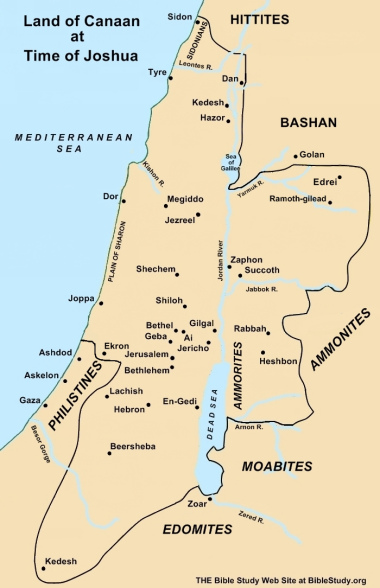 Land of Canaan
at
Time of Joshua
Sidon
HITTITES
SIDONIANS
Leontes R.
Tyre
Dan
Kedesh
Hazor
BASHAN
MEDITERRANEAN
SEA
Sea
of
Galilee
Golan
Kishon R.
Yarmuk R.
Edrei
Ramoth-gilead
Dor
Megiddo
Jezreel
PLAIN OF SHARON
Jordan River
Zaphon
Succoth
Shechem
Jabbok R.
Joppa
Shiloh
Bethel
Gilgal
Geba
Ai
Rabbah
AMMONITES
Jericho
Ekron
Jerusalem
Ashdod
Heshbon
Bethlehem
Askelon
PHILISTINES
AMMORITES
Lachish
Gaza
Hebron
En-Gedi
DEAD SEA
Arnon R.
Besor Gorge
Beersheba
MOABITES
Zoar
Zered R.
EDOMITES
Kedesh
THE Bible Study Web Site at BibleStudy.org